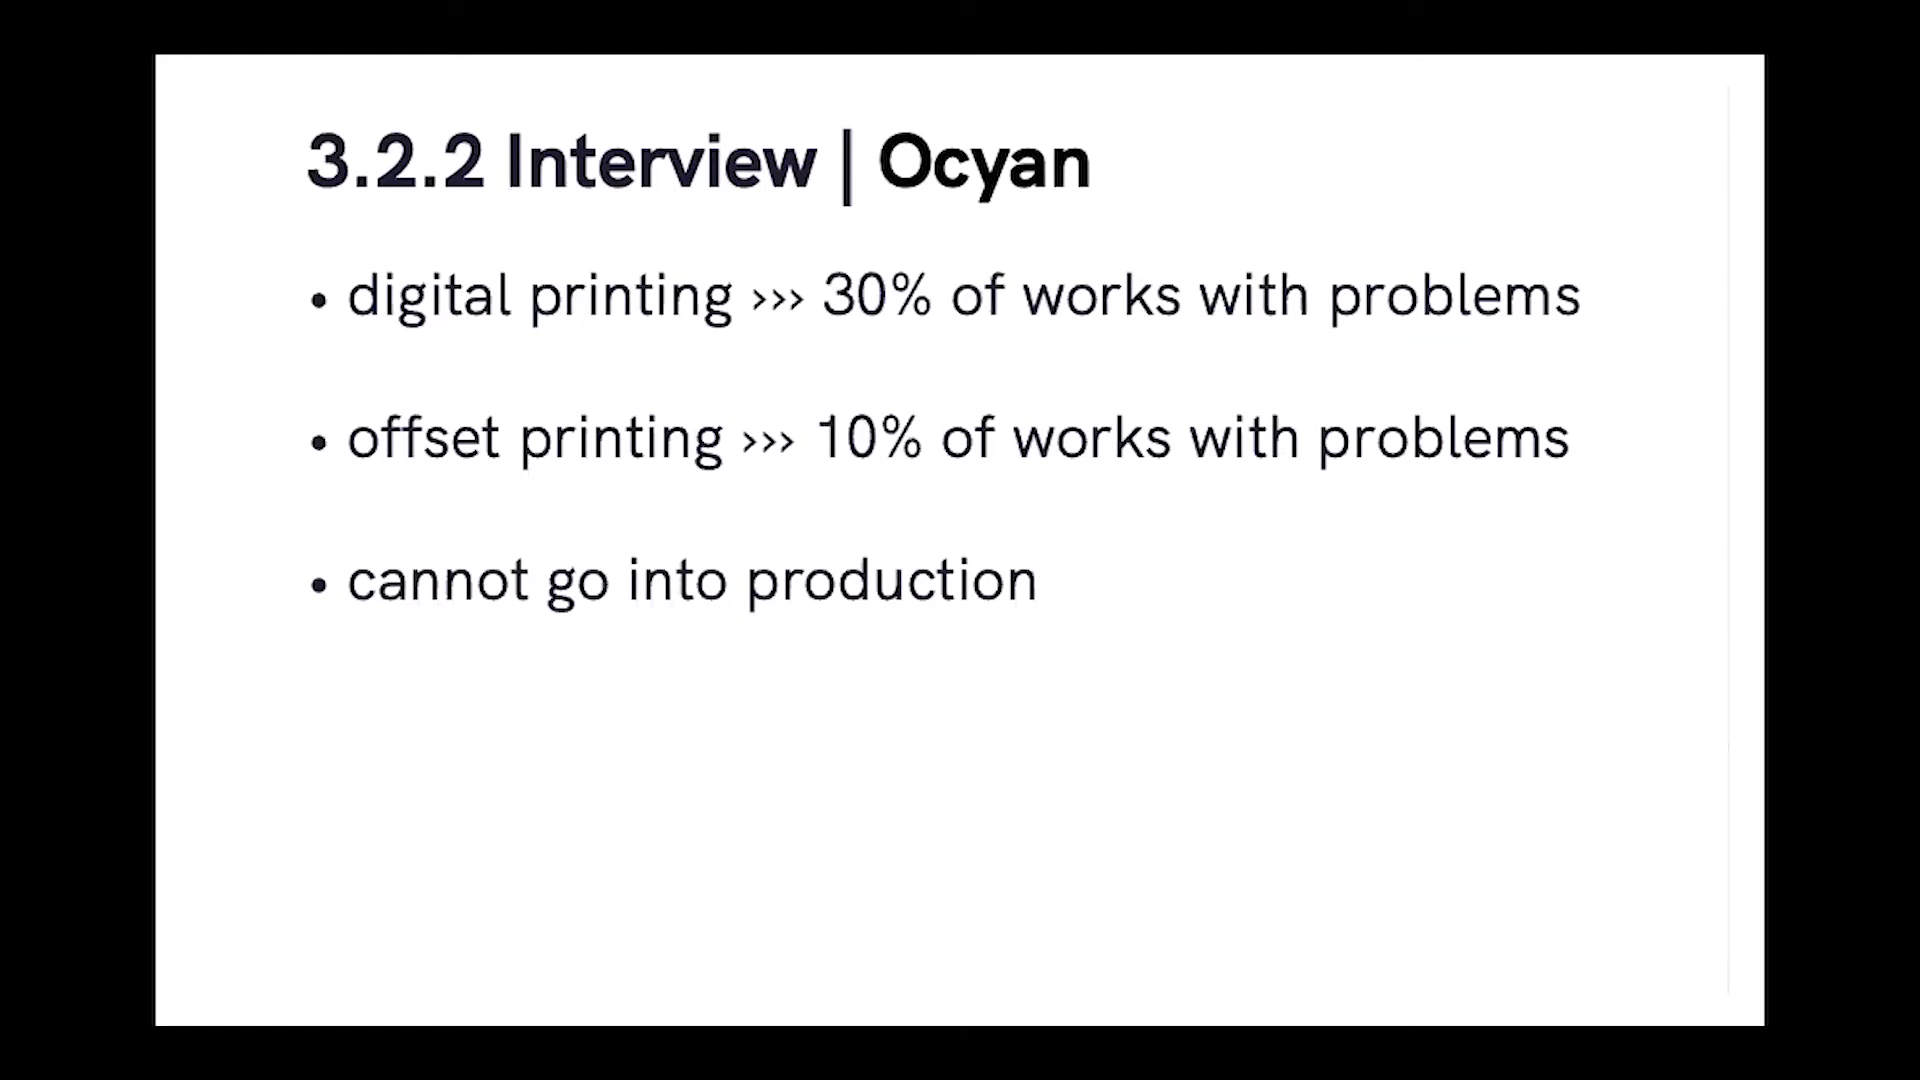 3.2.2 Interview | Ocyan
• digital printing >>> 30% of works with problems
• offset printing >>> 10% of works with problems
• cannot go into production